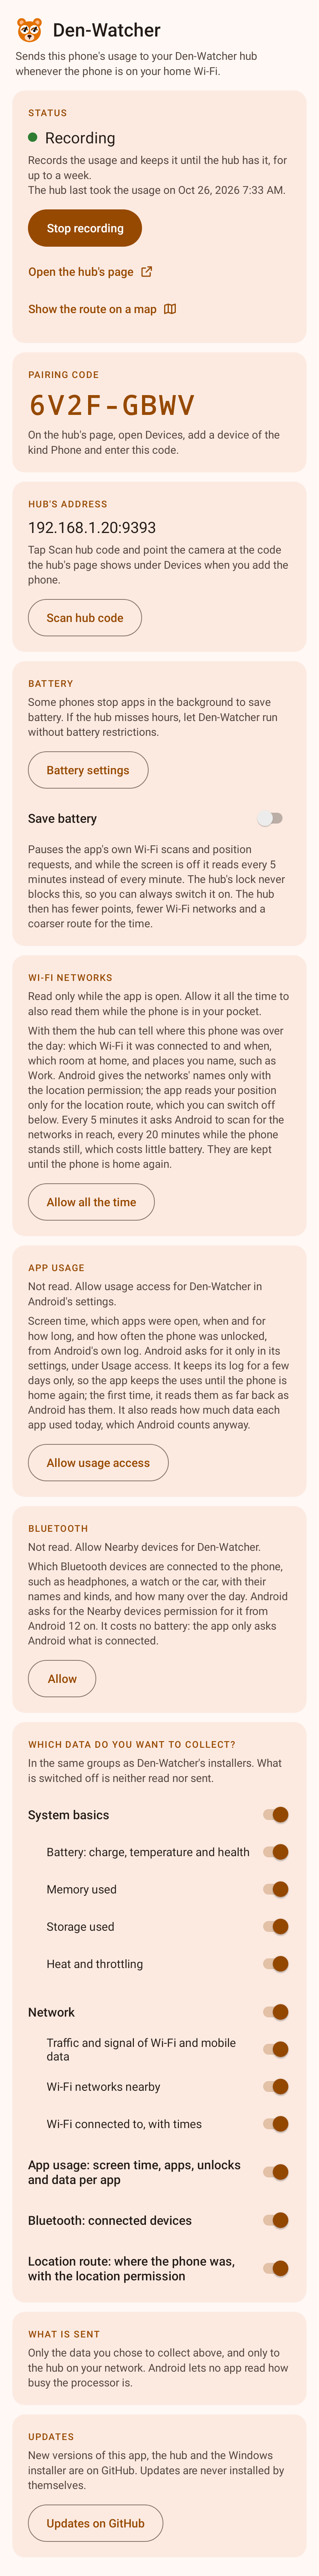 Den-Watcher
Sends this phone's usage to your Den-Watcher hub
whenever the phone is on your home Wi-Fi.
STATUS
Recording
Records the usage and keeps it until the hub has it, for
up to a week.
The hub last took the usage on Oct 26, 2026 7:33 AM.
Stop recording
Open the hub's page
Show the route on a map
PAIRING CODE
6V2F-GBWV
On the hub's page, open Devices, add a device of the
kind Phone and enter this code.
HUB'S ADDRESS
192.168.1.20:9393
Tap Scan hub code and point the camera at the code
the hub's page shows under Devices when you add the
phone.
Scan hub code
BATTERY
Some phones stop apps in the background to save
battery. If the hub misses hours, let Den-Watcher run
without battery restrictions.
Battery settings
Save battery
Pauses the app's own Wi-Fi scans and position
requests, and while the screen is off it reads every 5
minutes instead of every minute. The hub's lock never
blocks this, so you can always switch it on. The hub
then has fewer points, fewer Wi-Fi networks and a
coarser route for the time.
WI-FI NETWORKS
Read only while the app is open. Allow it all the time to
also read them while the phone is in your pocket.
With them the hub can tell where this phone was over
the day: which Wi-Fi it was connected to and when,
which room at home, and places you name, such as
Work. Android gives the networks' names only with
the location permission; the app reads your position
only for the location route, which you can switch off
below. Every 5 minutes it asks Android to scan for the
networks in reach, every 20 minutes while the phone
stands still, which costs little battery. They are kept
until the phone is home again.
Allow all the time
APP USAGE
Not read. Allow usage access for Den-Watcher in
Android's settings.
Screen time, which apps were open, when and for
how long, and how often the phone was unlocked,
from Android's own log. Android asks for it only in its
settings, under Usage access. It keeps its log for a few
days only, so the app keeps the uses until the phone is
home again; the first time, it reads them as far back as
Android has them. It also reads how much data each
app used today, which Android counts anyway.
Allow usage access
BLUETOOTH
Not read. Allow Nearby devices for Den-Watcher.
Which Bluetooth devices are connected to the phone,
such as headphones, a watch or the car, with their
names and kinds, and how many over the day. Android
asks for the Nearby devices permission for it from
Android 12 on. It costs no battery: the app only asks
Android what is connected.
Allow
WHICH DATA DO YOU WANT TO COLLECT?
In the same groups as Den-Watcher's installers. What
is switched off is neither read nor sent.
System basics
Battery: charge, temperature and health
Memory used
Storage used
Heat and throttling
Network
Traffic and signal of Wi-Fi and mobile
data
Wi-Fi networks nearby
Wi-Fi connected to, with times
App usage: screen time, apps, unlocks
and data per app
Bluetooth: connected devices
Location route: where the phone was,
with the location permission
WHAT IS SENT
Only the data you chose to collect above, and only to
the hub on your network. Android lets no app read how
busy the processor is.
UPDATES
New versions of this app, the hub and the Windows
installer are on GitHub. Updates are never installed by
themselves.
Updates on GitHub